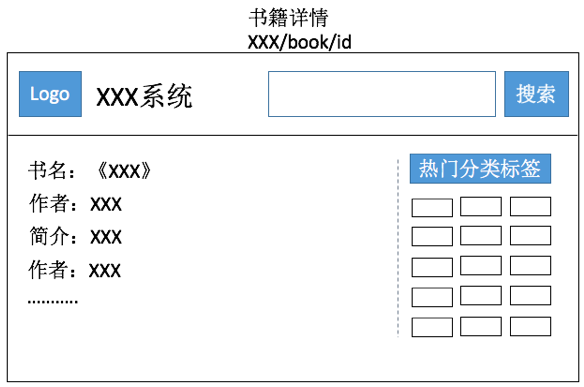 书籍详情
XXX/book/id
Logo
XXX系统
搜索
书名：《XXX》
作者：XXX
简介：XXX
作者：XXX
...........
热门分类标签